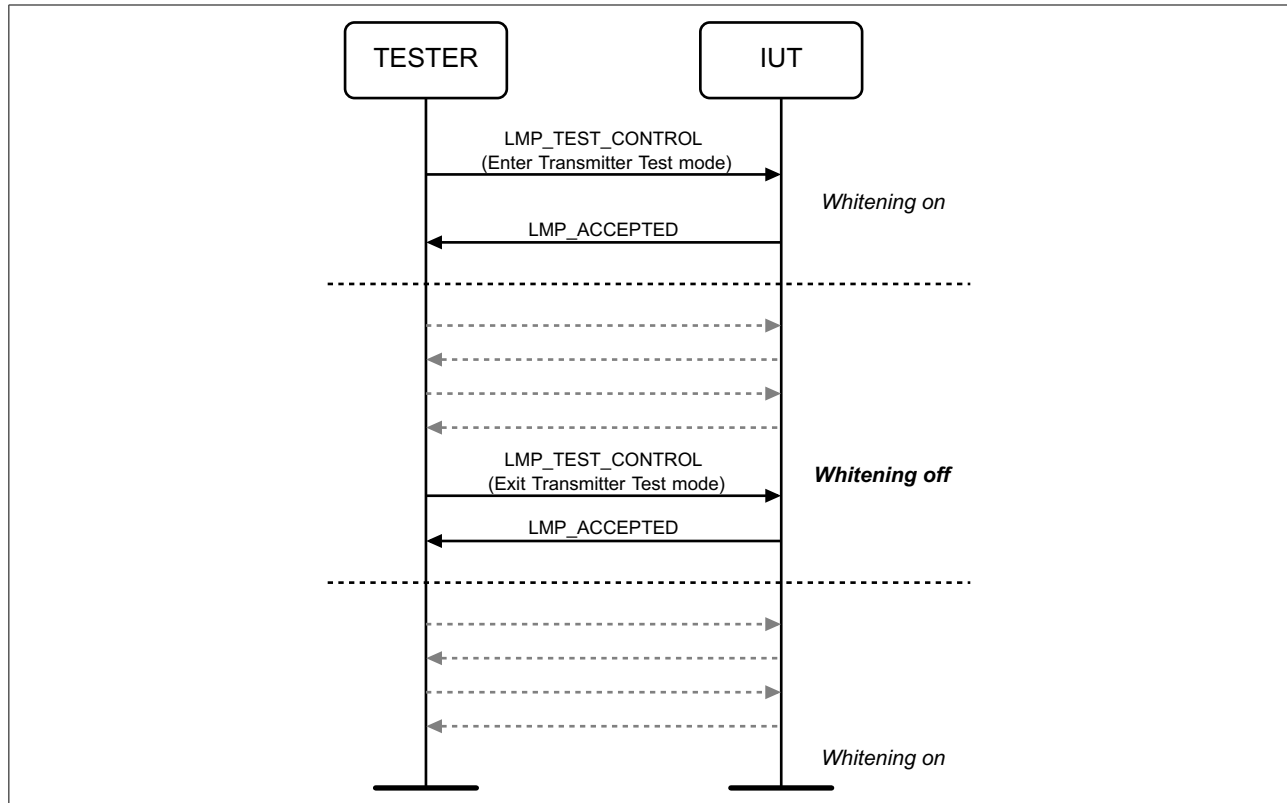 TESTER
IUT
LMP_TEST_CONTROL
(Enter Transmitter Test mode)
Whitening on
LMP_ACCEPTED
LMP_TEST_CONTROL
(Exit Transmitter Test mode)
Whitening off
LMP_ACCEPTED
Whitening on